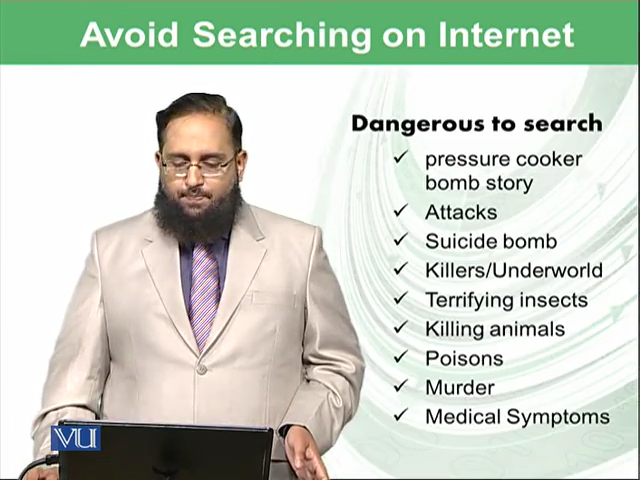 Avoid Searching on Internet
Dangerous to search
✓ pressure cooker
bomb story
✓ Attacks
✓ Suicide bomb
✓ Killers/Underworld
✓ Terrifying insects
✓ Killing animals
✓ Poisons
✓ Murder
✓ Medical Symptoms
VU